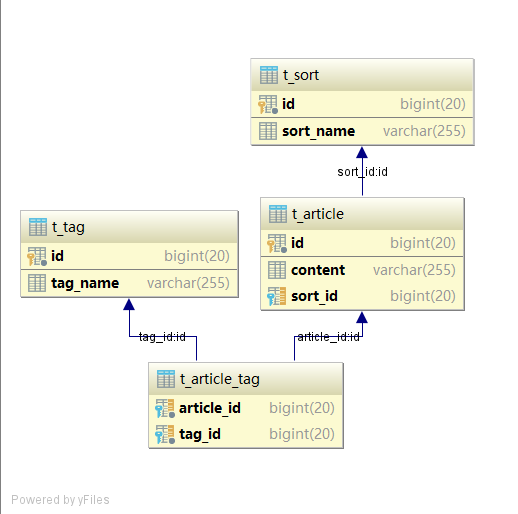 t_sort
id bigint(20)
sort_name varchar(255)
sort_id:id
t_article
id bigint(20)
content varchar(255)
sort_id bigint(20)
t_tag
id bigint(20)
tag_name varchar(255)
tag_id:id
article_id:id
t_article_tag
article_id bigint(20)
tag_id bigint(20)
Powered by yFiles